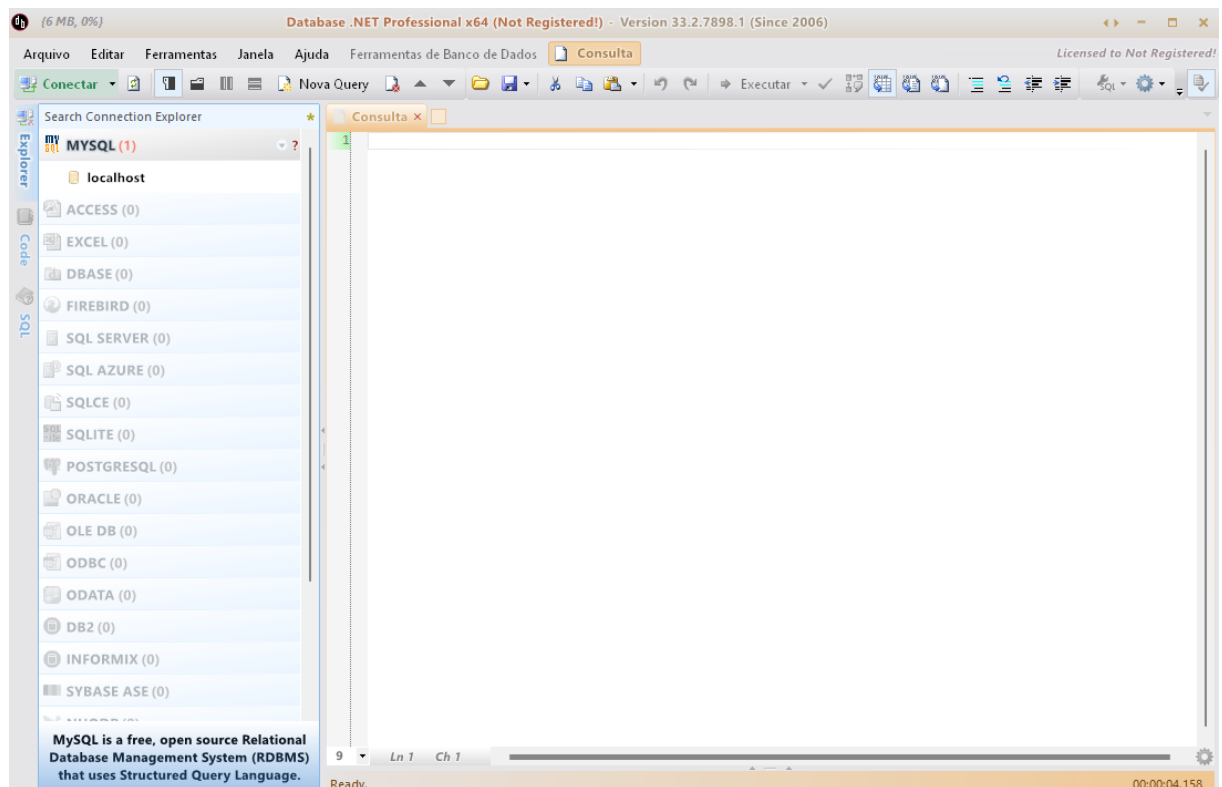 {6 MB, 0%} Database .NET Professional x64 (Not Registered!) - Version 33.2.7898.1 (Since 2006)
Arquivo Editar Ferramentas Janela Ajuda Ferramentas de Banco de Dados Consulta Licensed to Not Registered!
Conectar Nova Query Executar SQL
Search Connection Explorer *
Consulta ×
Explorer
Code
SQL
MYSQL (1) ?
1
localhost
ACCESS (0)
EXCEL (0)
DBASE (0)
FIREBIRD (0)
SQL SERVER (0)
SQL AZURE (0)
SQLCE (0)
SQLITE (0)
POSTGRESQL (0)
ORACLE (0)
OLE DB (0)
ODBC (0)
ODATA (0)
DB2 (0)
INFORMIX (0)
SYBASE ASE (0)
MySQL is a free, open source Relational
Database Management System (RDBMS)
that uses Structured Query Language.
9 Ln 1 Ch 1
Ready. 00:00:04.158